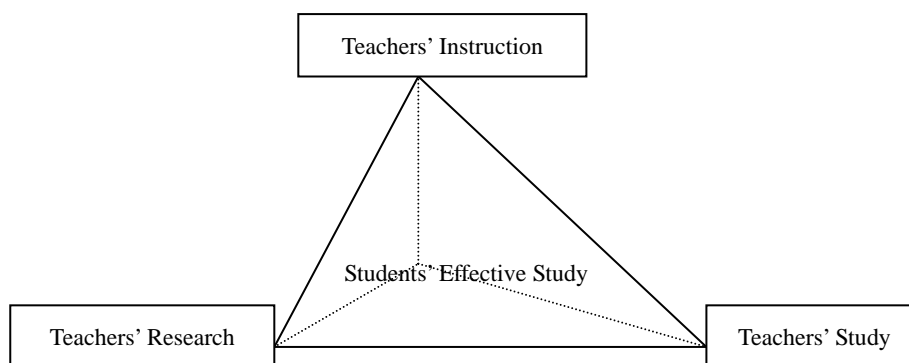 Teachers’ Instruction
Students’ Effective Study
Teachers’ Research
Teachers’ Study